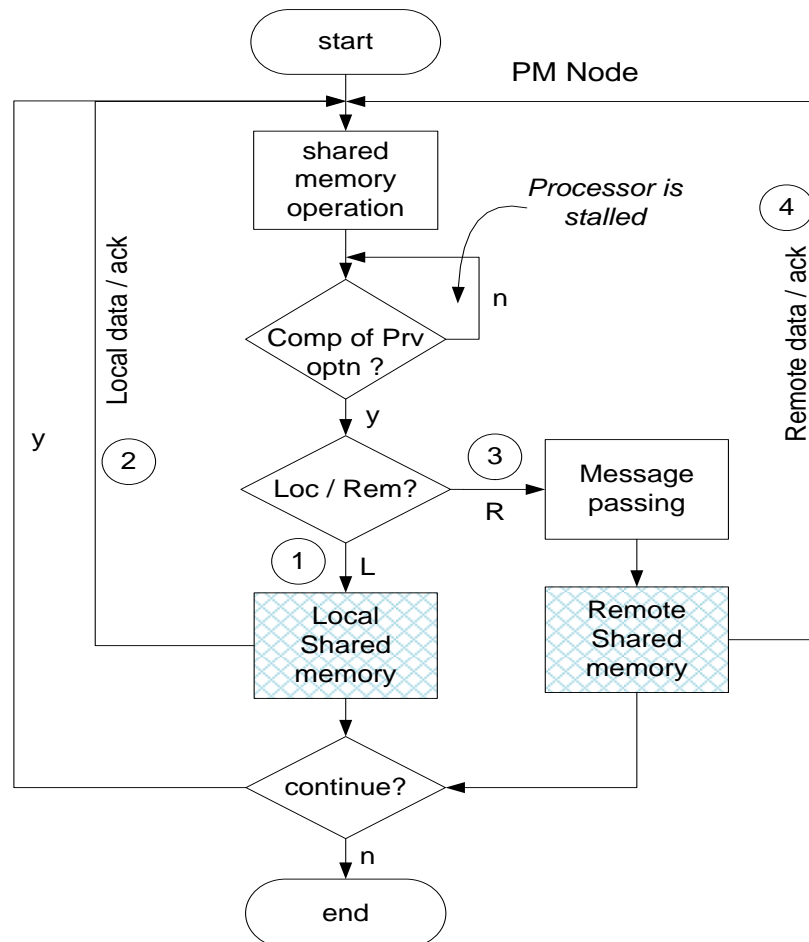 start
PM Node
shared
memory
operation
Processor is
stalled
4
n
Comp of Prv
optn ?
Local data / ack
Remote data / ack
y
y
2
3
Loc / Rem?
R
Message
passing
1
L
Local
Shared
memory
Remote
Shared
memory
continue?
n
end